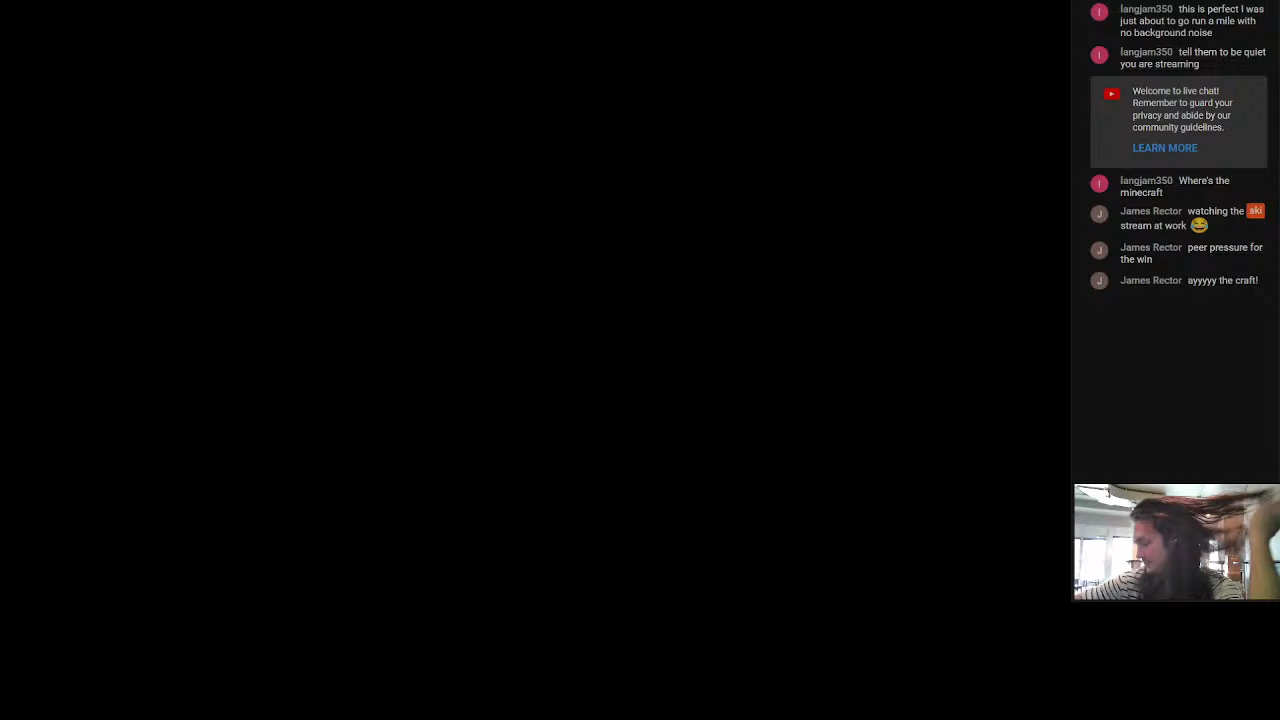 langjam350 this is perfect I was
just about to go run a mile with
no background noise
langjam350 tell them to be quiet
you are streaming
Welcome to live chat!
Remember to guard your
privacy and abide by our
community guidelines.
LEARN MORE
langjam350 Where's the
minecraft
James Rector watching the ski
stream at work 😂
James Rector peer pressure for
the win
James Rector ayyyyy the craft!